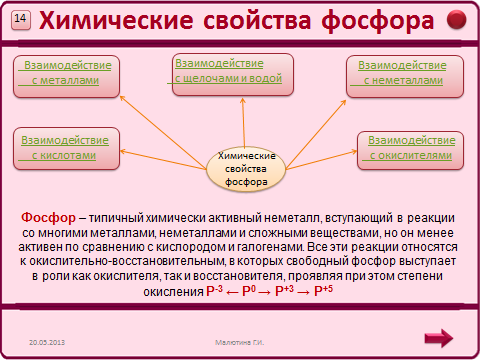 14
Химические свойства фосфора
Взаимодействие
с металлами
Взаимодействие
с щелочами и водой
Взаимодействие
с неметаллами
Взаимодействие
с кислотами
Химические
свойства
фосфора
Взаимодействие
с окислителями
Фосфор – типичный химически активный неметалл, вступающий в реакции
со многими металлами, неметаллами и сложными веществами, но он менее
активен по сравнению с кислородом и галогенами. Все эти реакции относятся
к окислительно-восстановительным, в которых свободный фосфор выступает
в роли как окислителя, так и восстановителя, проявляя при этом степени
окисления P⁻³ ← P⁰ → P⁺³ → P⁺⁵
20.05.2013
Малютина Г.И.